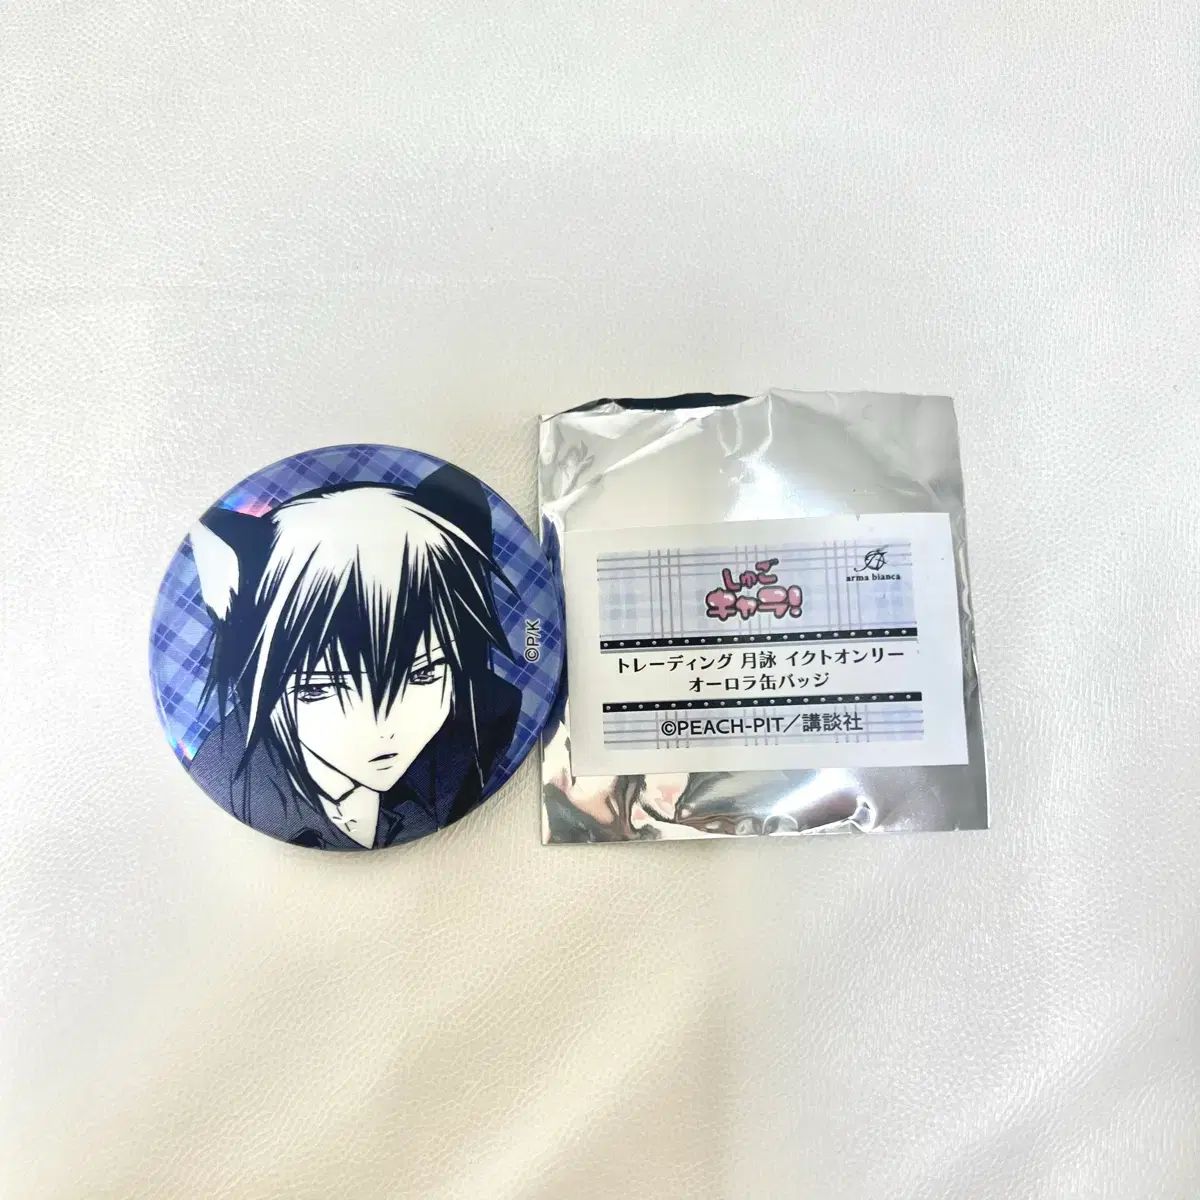 ©P/K
しゅご
キャラ!
arma bianca
トレーディング 月詠 イクトオンリー
オーロラ缶バッジ
©PEACH-PIT／講談社